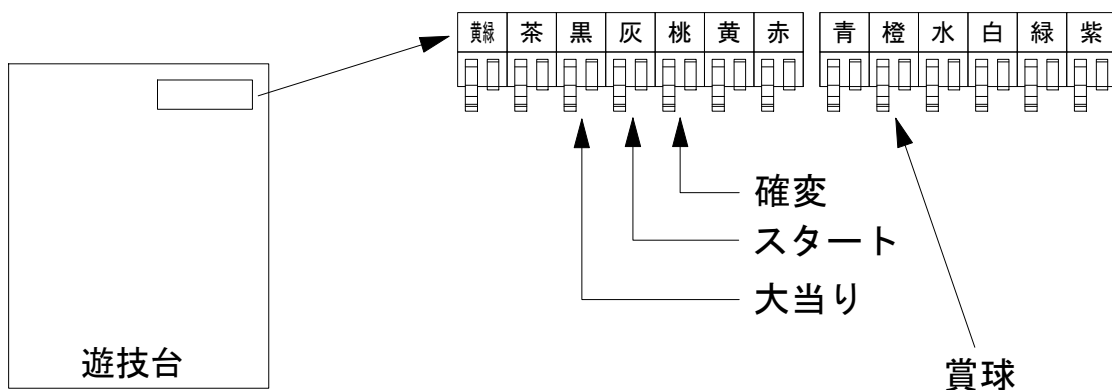 黄緑 茶 黒 灰 桃 黄 赤 青 橙 水 白 緑 紫
確変
スタート
大当り
遊技台
賞球